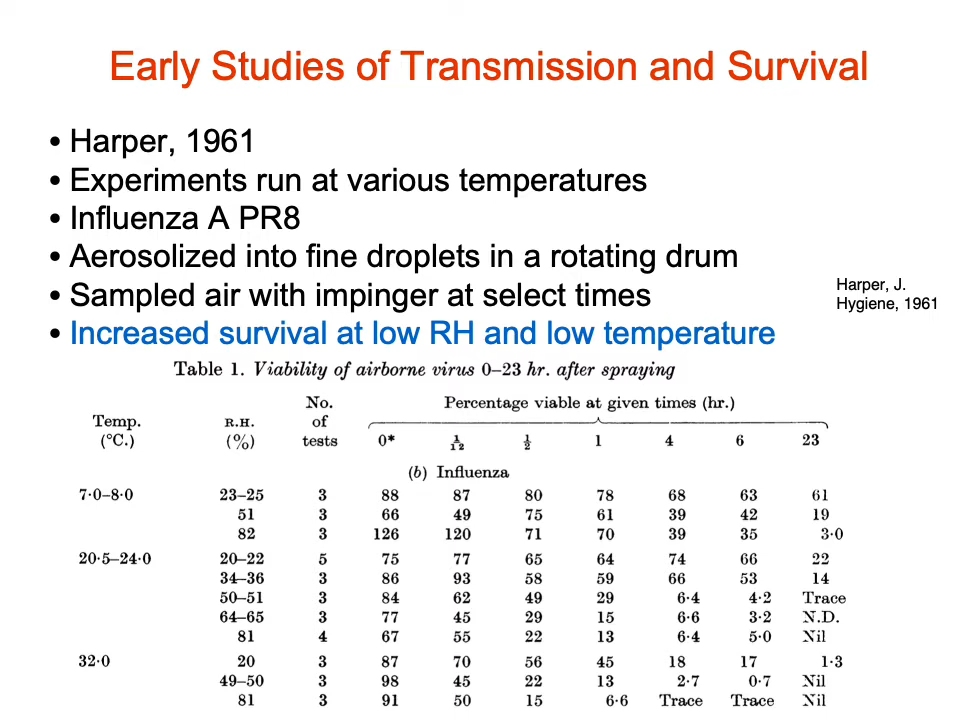 Early Studies of Transmission and Survival
• Harper, 1961
• Experiments run at various temperatures
• Influenza A PR8
• Aerosolized into fine droplets in a rotating drum
• Sampled air with impinger at select times
• Increased survival at low RH and low temperature
Harper, J.
Hygiene, 1961
Table 1. Viability of airborne virus 0–23 hr. after spraying
No. Percentage viable at given times (hr.)
Temp. R.H. of
(°C.) (%) tests 0* 1/12 1/2 1 4 6 23
(b) Influenza
7·0–8·0 23–25 3 88 87 80 78 68 63 61
51 3 66 49 75 61 39 42 19
82 3 126 120 71 70 39 35 3·0
20·5–24·0 20–22 5 75 77 65 64 74 66 22
34–36 3 86 93 58 59 66 53 14
50–51 3 84 62 49 29 6·4 4·2 Trace
64–65 3 77 45 29 15 6·6 3·2 N.D.
81 4 67 55 22 13 6·4 5·0 Nil
32·0 20 3 87 70 56 45 18 17 1·3
49–50 3 98 45 22 13 2·7 0·7 Nil
81 3 91 50 15 6·6 Trace Trace Nil